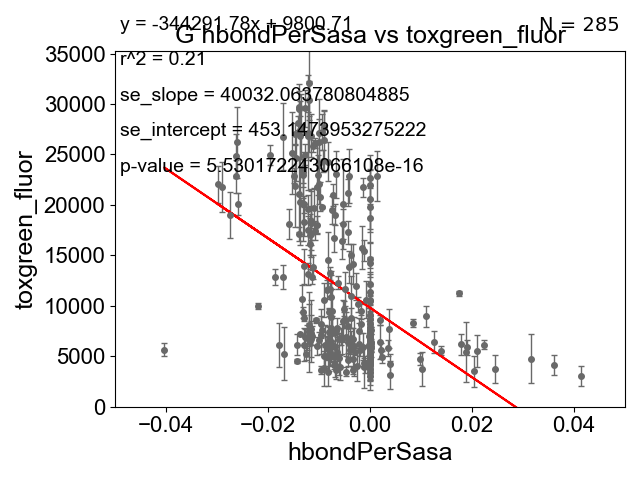 y = -344291.78x + 9800.71
N = 285
G hbondPerSasa vs toxgreen_fluor
r^2 = 0.21
se_slope = 40032.063780804885
se_intercept = 453.1473953275222
p-value = 5.530172243066108e-16
35000
30000
25000
20000
15000
10000
5000
0
toxgreen_fluor
−0.04
−0.02
0.00
0.02
0.04
hbondPerSasa